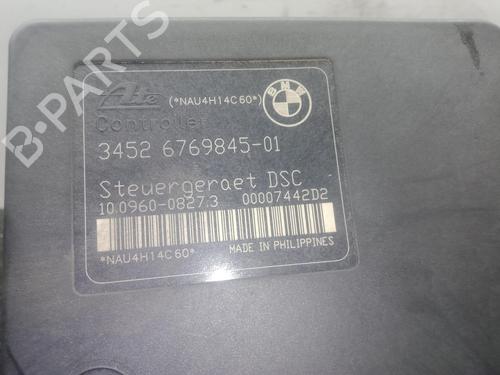 B-PARTS
Ate (*NAU4H14C60*)
BMW
Controller
3452 6769845-01
Steuergeraet DSC
10.0960-0827.3 00007442D2
*NAU4H14C60* MADE IN PHILIPPINES